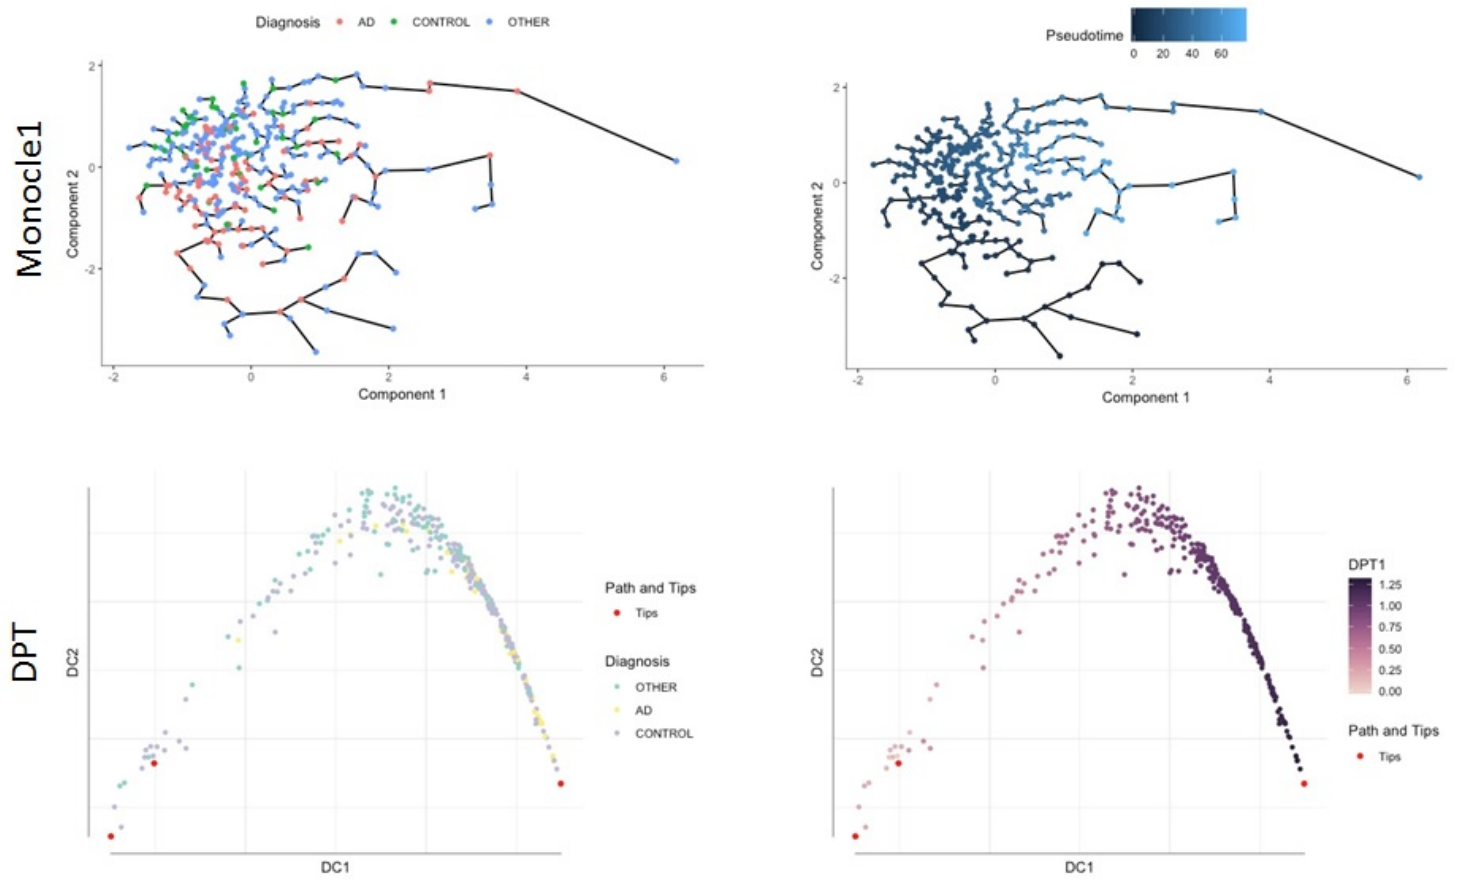 Diagnosis AD CONTROL OTHER
Monocle1
Component 2
2
0
-2
-2 0 2 4 6
Component 1
Pseudotime
0 20 40 60
Component 2
2
0
-2
-2 0 2 4 6
Component 1
DPT
DC2
DC1
Path and Tips
Tips
Diagnosis
OTHER
AD
CONTROL
DC2
DC1
DPT1
1.25
1.00
0.75
0.50
0.25
0.00
Path and Tips
Tips